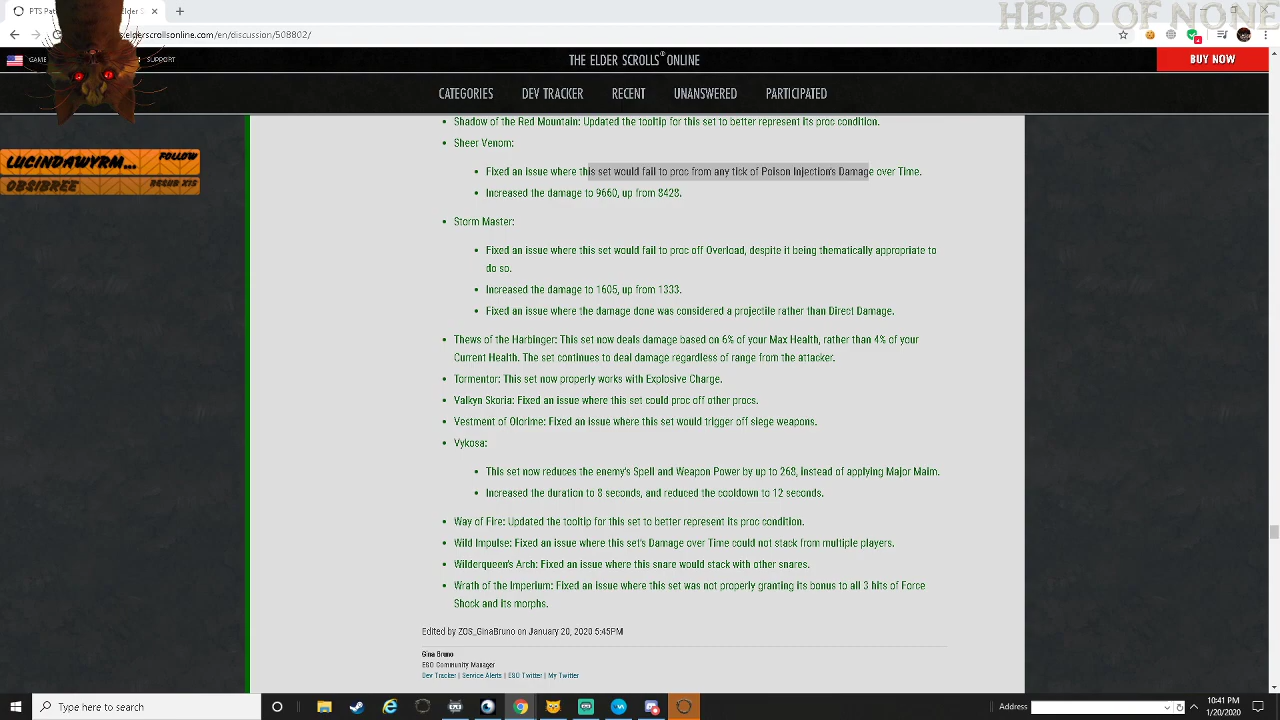 HERO OF NONE
PTS Pat
Elder S
elderscrollsonline.com/en/discussion/508802/
GAME
SUPPORT
THE ELDER SCROLLS® ONLINE
BUY NOW
CATEGORIES DEV TRACKER RECENT UNANSWERED PARTICIPATED
LUCINDAWYRM... FOLLOW
OBSIBREE RESUB X15
• Shadow of the Red Mountain: Updated the tooltip for this set to better represent its proc condition.
• Sheer Venom:
• Fixed an issue where this set would fail to proc from any tick of Poison Injection's Damage over Time.
• Increased the damage to 9660, up from 8428.
• Storm Master:
• Fixed an issue where this set would fail to proc off Overload, despite it being thematically appropriate to
do so.
• Increased the damage to 1605, up from 1333.
• Fixed an issue where the damage done was considered a projectile rather than Direct Damage.
• Thews of the Harbinger: This set now deals damage based on 6% of your Max Health, rather than 4% of your
Current Health. The set continues to deal damage regardless of range from the attacker.
• Tormentor: This set now properly works with Explosive Charge.
• Valkyn Skoria: Fixed an issue where this set could proc off other procs.
• Vestment of Olorime: Fixed an issue where this set would trigger off siege weapons.
• Vykosa:
• This set now reduces the enemy's Spell and Weapon Power by up to 268, instead of applying Major Maim.
• Increased the duration to 8 seconds, and reduced the cooldown to 12 seconds.
• Way of Fire: Updated the tooltip for this set to better represent its proc condition.
• Wild Impulse: Fixed an issue where this set's Damage over Time could not stack from multiple players.
• Wilderqueen's Arch: Fixed an issue where this snare would stack with other snares.
• Wrath of the Imperium: Fixed an issue where this set was not properly granting its bonus to all 3 hits of Force
Shock and its morphs.
Edited by ZOS_GinaBruno on January 20, 2020 5:45PM
Gina Bruno
ESO Community Manager
Dev Tracker | Service Alerts | ESO Twitter | My Twitter
Type here to search
Address
10:41 PM
1/20/2020